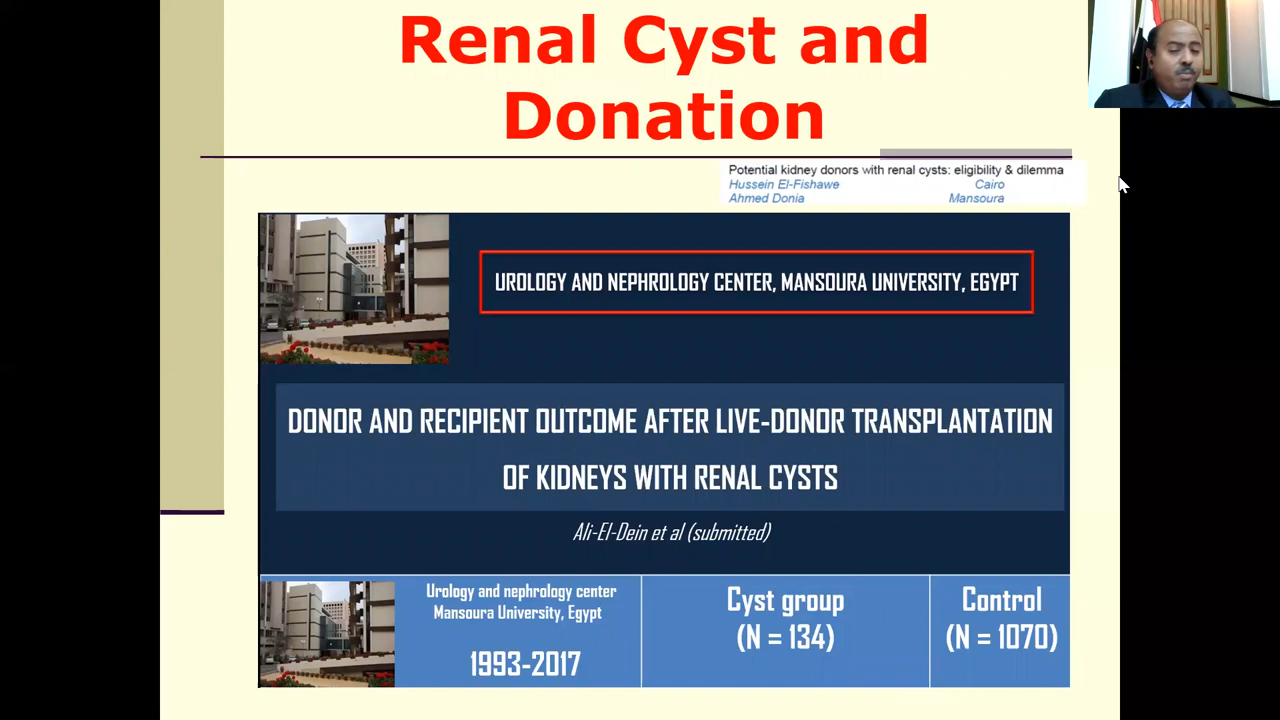 Renal Cyst and
Donation
Potential kidney donors with renal cysts: eligibility & dilemma
Hussein El-Fishawe Cairo
Ahmed Donia Mansoura
UROLOGY AND NEPHROLOGY CENTER, MANSOURA UNIVERSITY, EGYPT
DONOR AND RECIPIENT OUTCOME AFTER LIVE-DONOR TRANSPLANTATION
OF KIDNEYS WITH RENAL CYSTS
Ali-El-Dein et al (submitted)
Urology and nephrology center
Mansoura University, Egypt
1993-2017
Cyst group
(N = 134)
Control
(N = 1070)